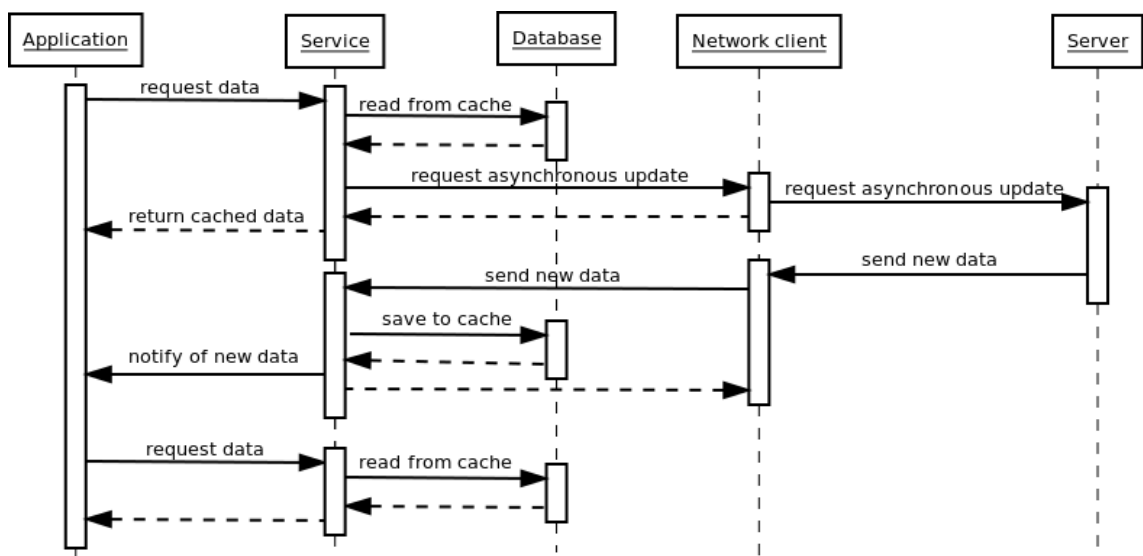 Application
Service
Database
Network client
Server
request data
read from cache
request asynchronous update
request asynchronous update
return cached data
send new data
send new data
save to cache
notify of new data
request data
read from cache